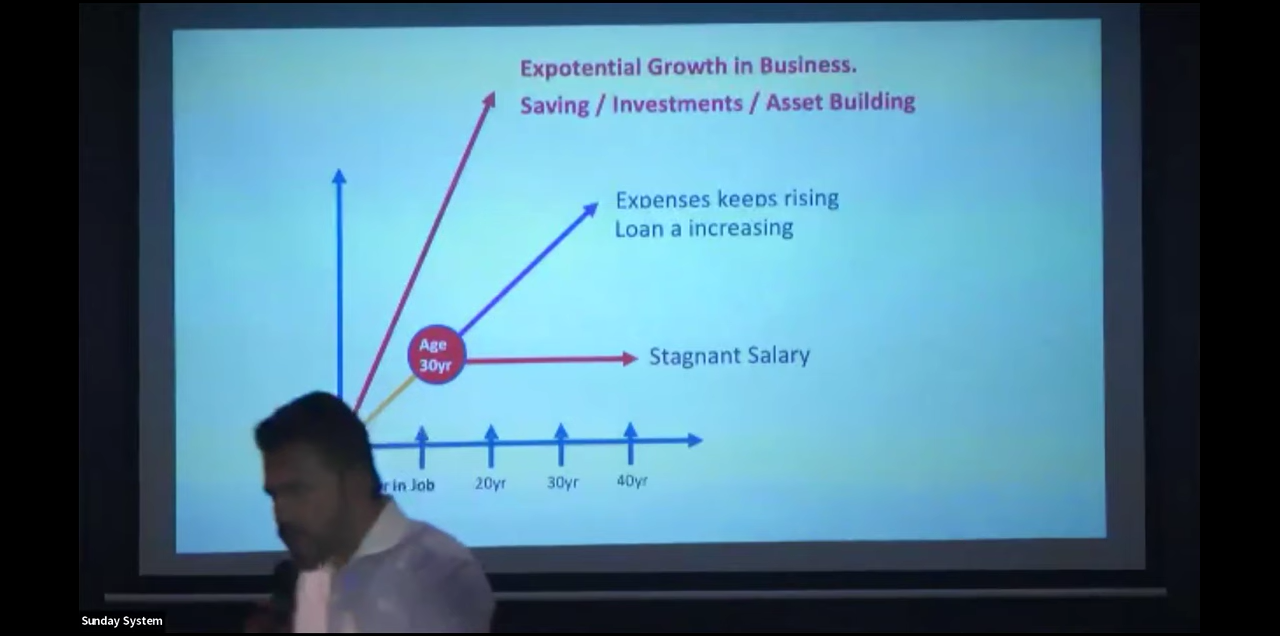 Expotential Growth in Business.
Saving / Investments / Asset Building
Expenses keeps rising
Loan a increasing
Age
30yr
Stagnant Salary
in Job
20yr
30yr
40yr
Sunday System